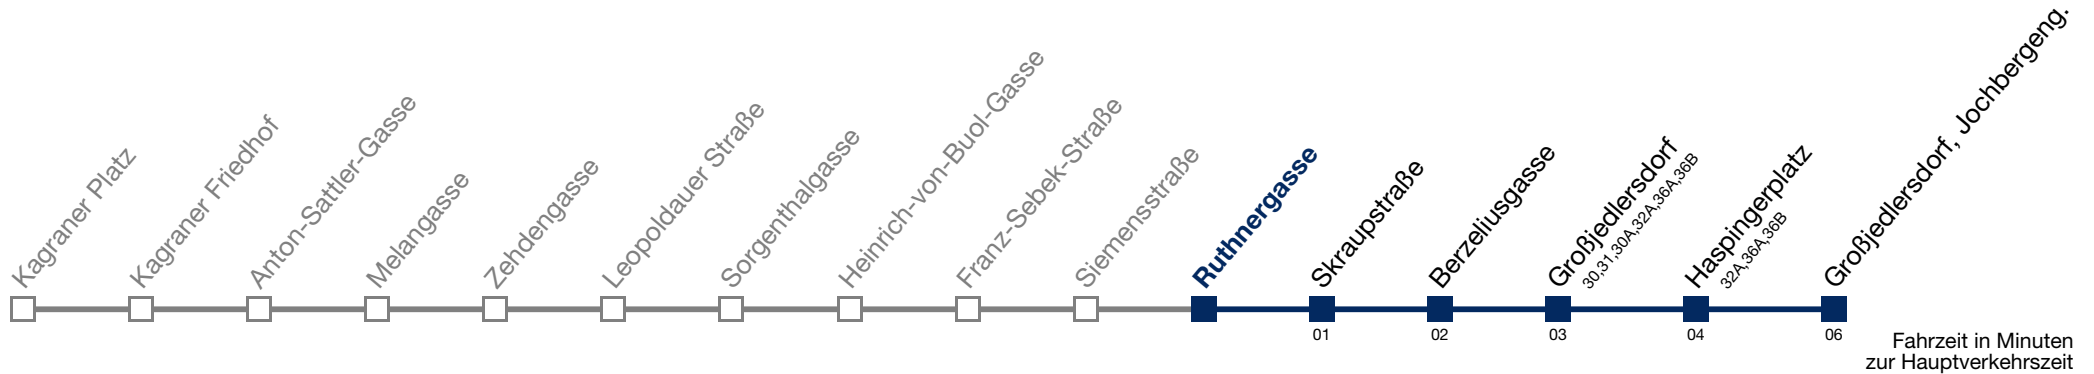 Kagraner Platz
Kagraner Friedhof
Anton-Sattler-Gasse
Melangasse
Zehdengasse
Leopoldauer Straße
Sorgenthalgasse
Heinrich-von-Buol-Gasse
Franz-Sebek-Straße
Siemensstraße
Ruthnergasse
Skraupstraße
01
Berzeliusgasse
02
Großjedlersdorf
30,31,30A,32A,36A,36B
03
Haspingerplatz
32A,36A,36B
04
Großjedlersdorf, Jochbergeng.
06
Fahrzeit in Minuten
zur Hauptverkehrszeit